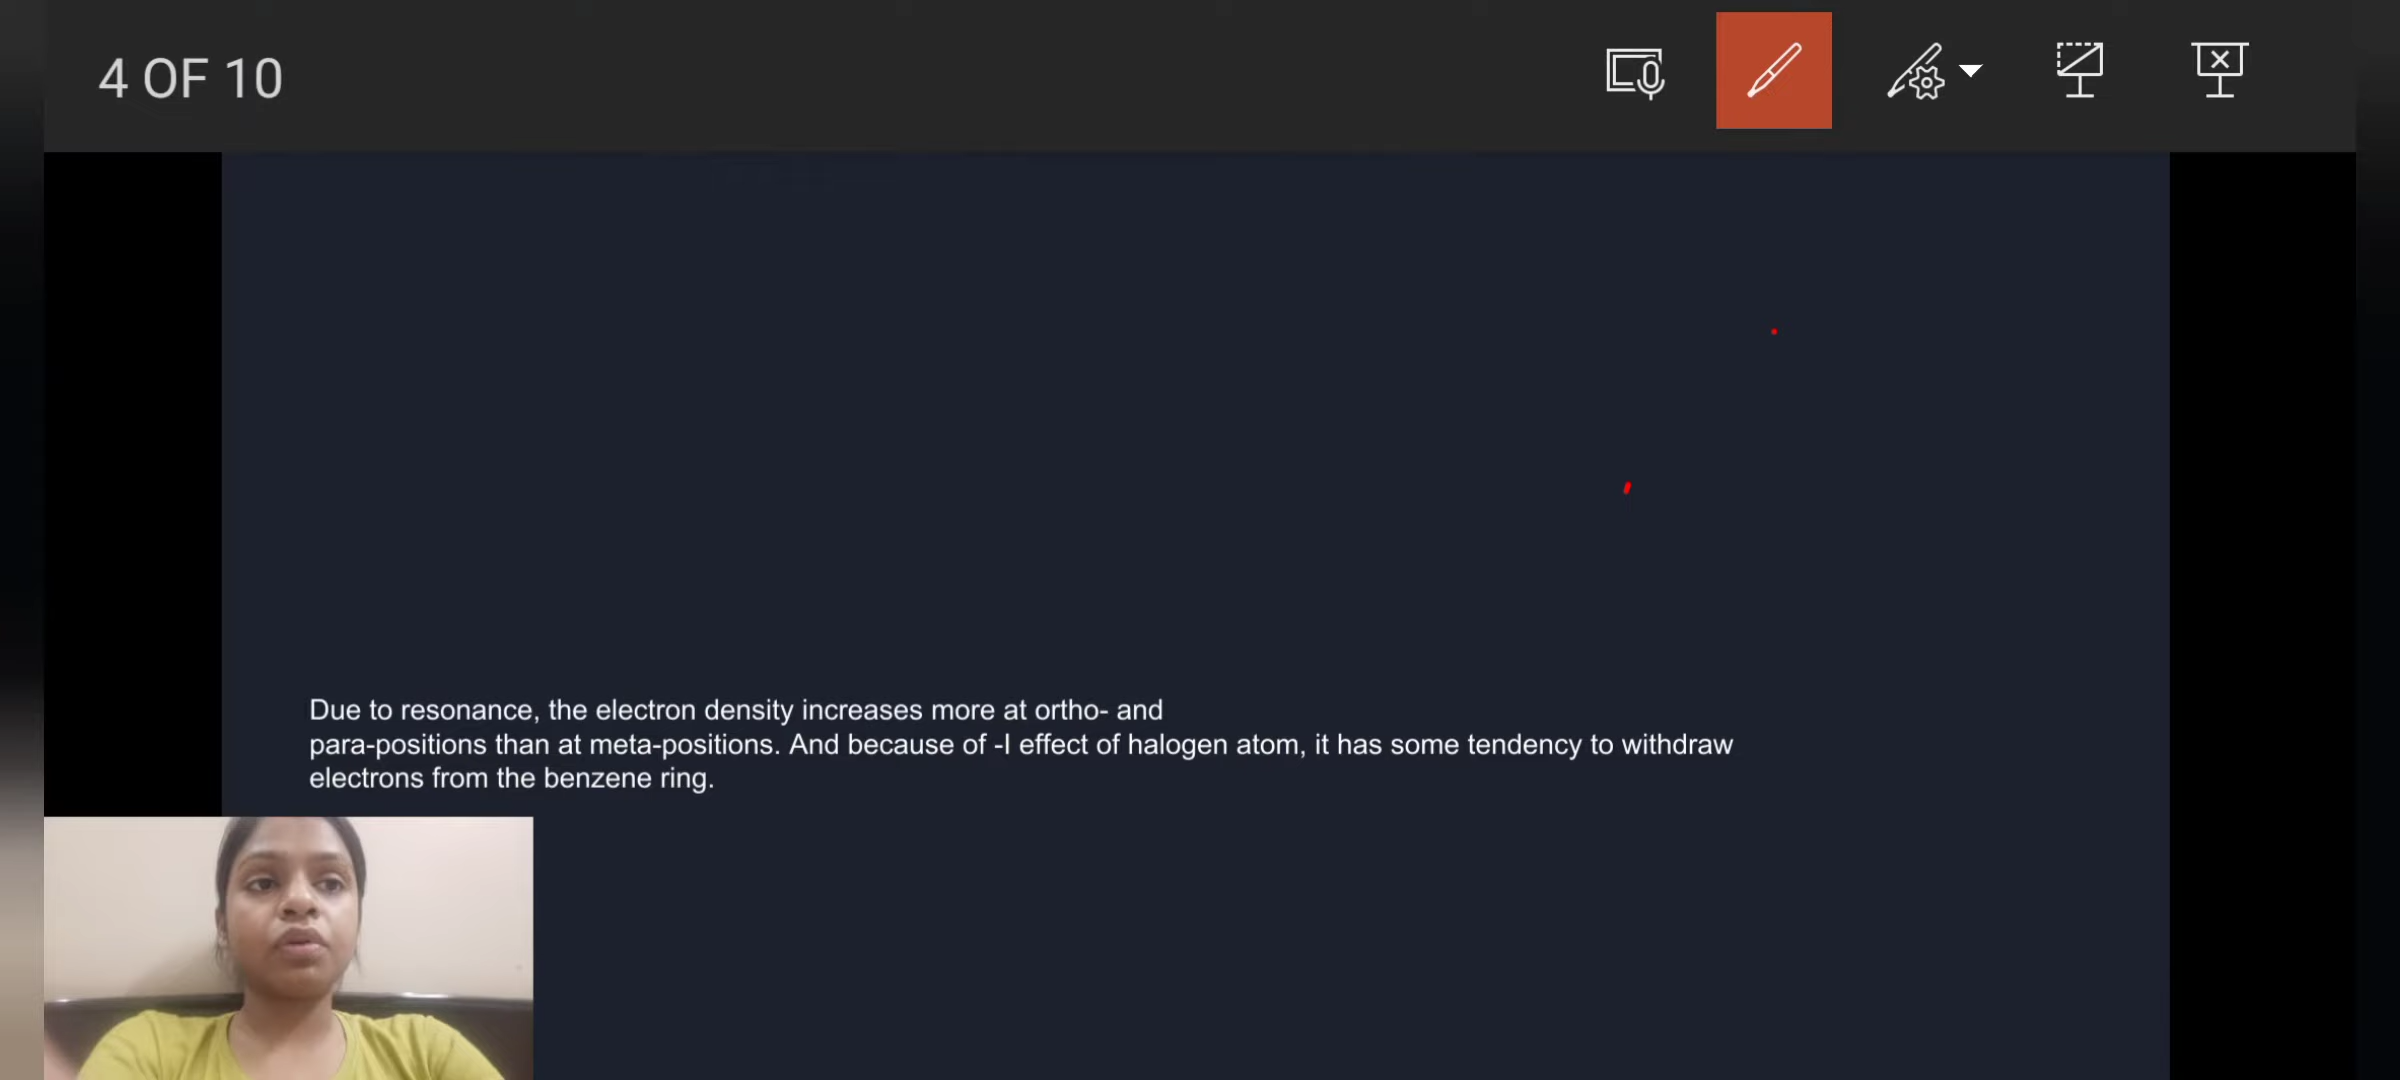 4 OF 10
Due to resonance, the electron density increases more at ortho- and
para-positions than at meta-positions. And because of -I effect of halogen atom, it has some tendency to withdraw
electrons from the benzene ring.